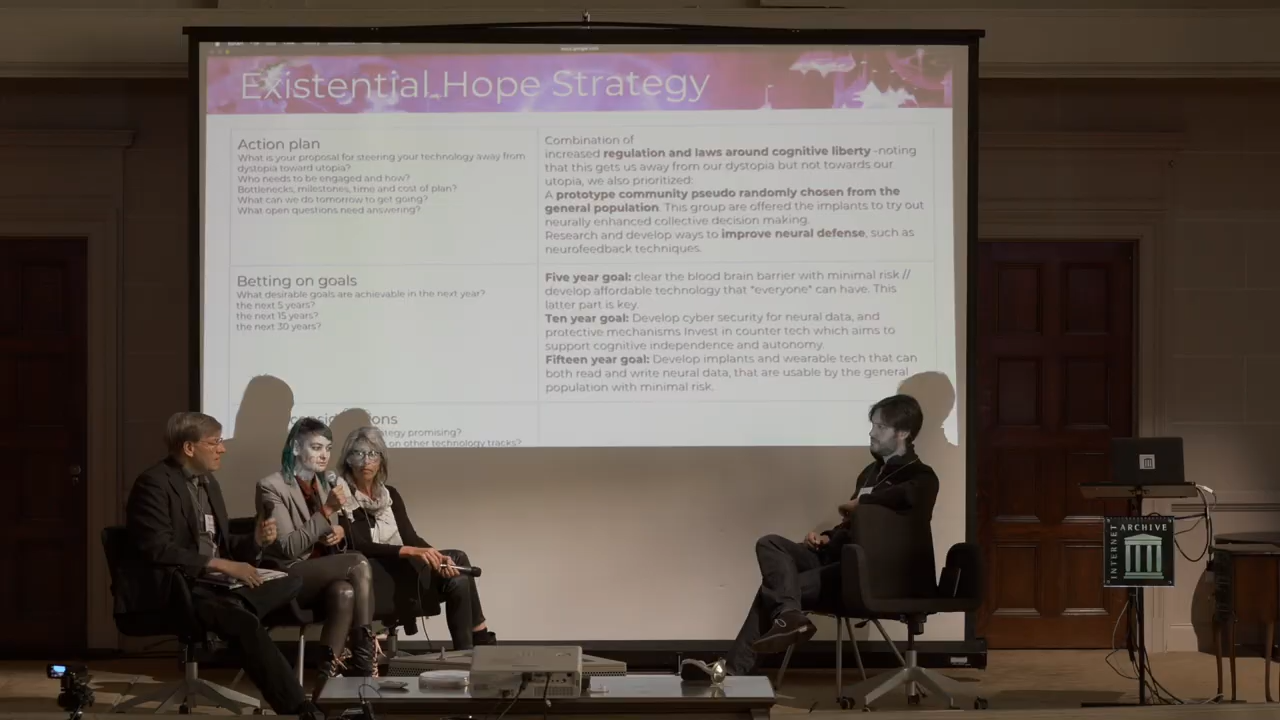 Existential Hope Strategy
Action plan
What is your proposal for steering your technology away from
dystopia toward utopia?
Who needs to be engaged and how?
Bottlenecks, milestones, time and cost of plan?
What can we do tomorrow to get going?
What open questions need answering?
Combination of
increased regulation and laws around cognitive liberty -noting
that this gets us away from our dystopia but not towards our
utopia, we also prioritized:
A prototype community pseudo randomly chosen from the
general population. This group are offered the implants to try out
neurally enhanced collective decision making.
Research and develop ways to improve neural defense, such as
neurofeedback techniques.
Betting on goals
What desirable goals are achievable in the next year?
the next 5 years?
the next 15 years?
the next 30 years?
Five year goal: clear the blood brain barrier with minimal risk //
develop affordable technology that *everyone* can have. This
latter part is key.
Ten year goal: Develop cyber security for neural data, and
protective mechanisms Invest in counter tech which aims to
support cognitive independence and autonomy.
Fifteen year goal: Develop implants and wearable tech that can
both read and write neural data, that are usable by the general
population with minimal risk.
promising?
on other technology tracks?
INTERNET
ARCHIVE